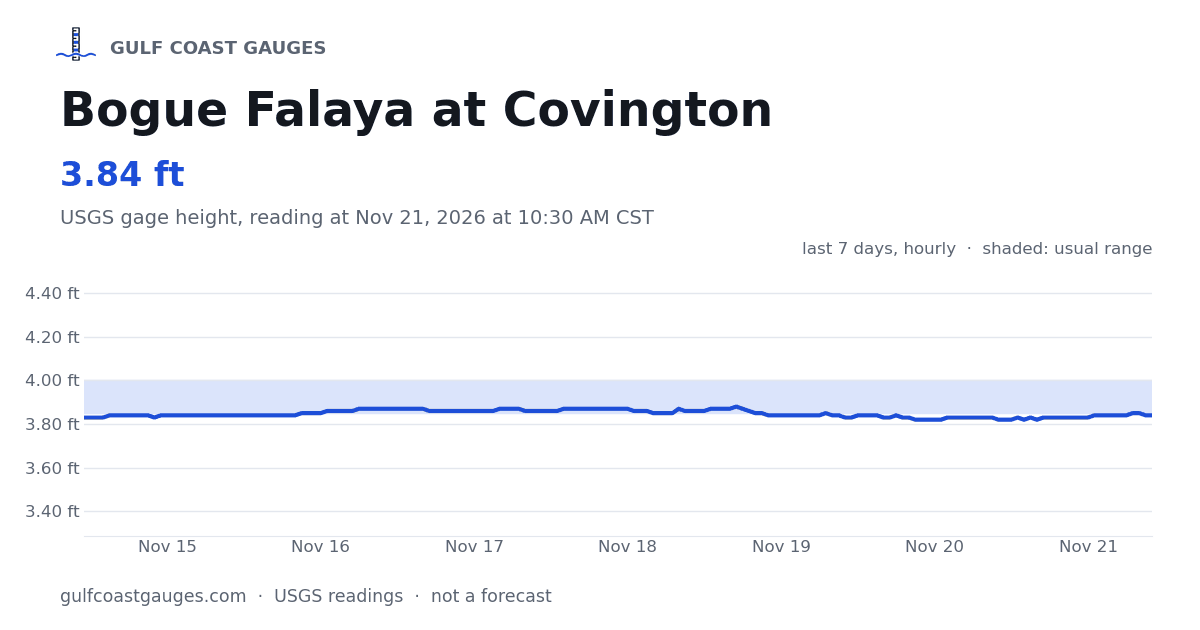 GULF COAST GAUGES
Bogue Falaya at Covington
3.84 ft
USGS gage height, reading at Nov 21, 2026 at 10:30 AM CST
last 7 days, hourly · shaded: usual range
4.40 ft
4.20 ft
4.00 ft
3.80 ft
3.60 ft
3.40 ft
Nov 15 Nov 16 Nov 17 Nov 18 Nov 19 Nov 20 Nov 21
gulfcoastgauges.com · USGS readings · not a forecast